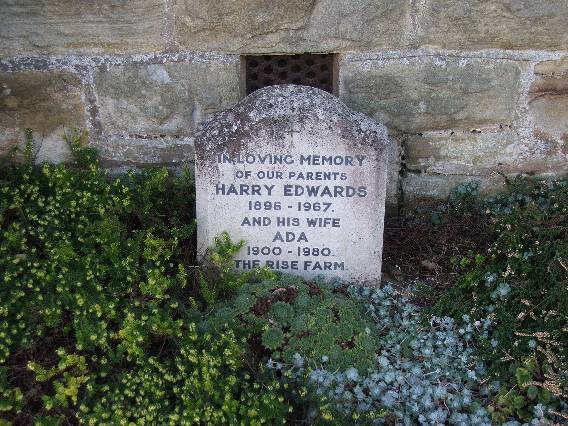 IN LOVING MEMORY
OF OUR PARENTS
HARRY EDWARDS
1896 - 1967.
AND HIS WIFE
ADA
1900 - 1980.
THE RISE FARM.